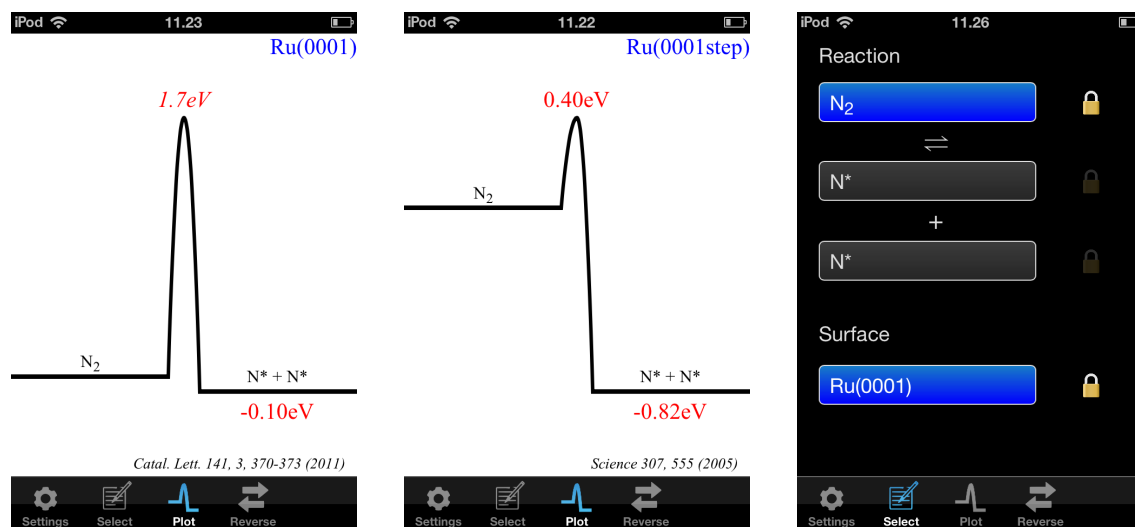 iPod 11.23
Ru(0001)
1.7eV
N₂
N* + N*
-0.10eV
Catal. Lett. 141, 3, 370-373 (2011)
Settings Select Plot Reverse
iPod 11.22
Ru(0001step)
0.40eV
N₂
N* + N*
-0.82eV
Science 307, 555 (2005)
Settings Select Plot Reverse
iPod 11.26
Reaction
N₂
⇌
N*
+
N*
Surface
Ru(0001)
Settings Select Plot Reverse